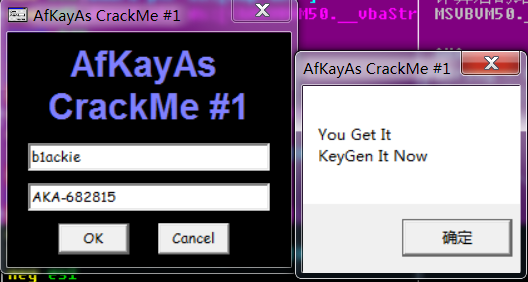 AfKayAs CrackMe #1
AfKayAs
CrackMe #1
b1ackie
AKA-682815
OK Cancel
MSVBVM50.__vbaStr
AfKayAs CrackMe #1
You Get It
KeyGen It Now
确定
neg esi